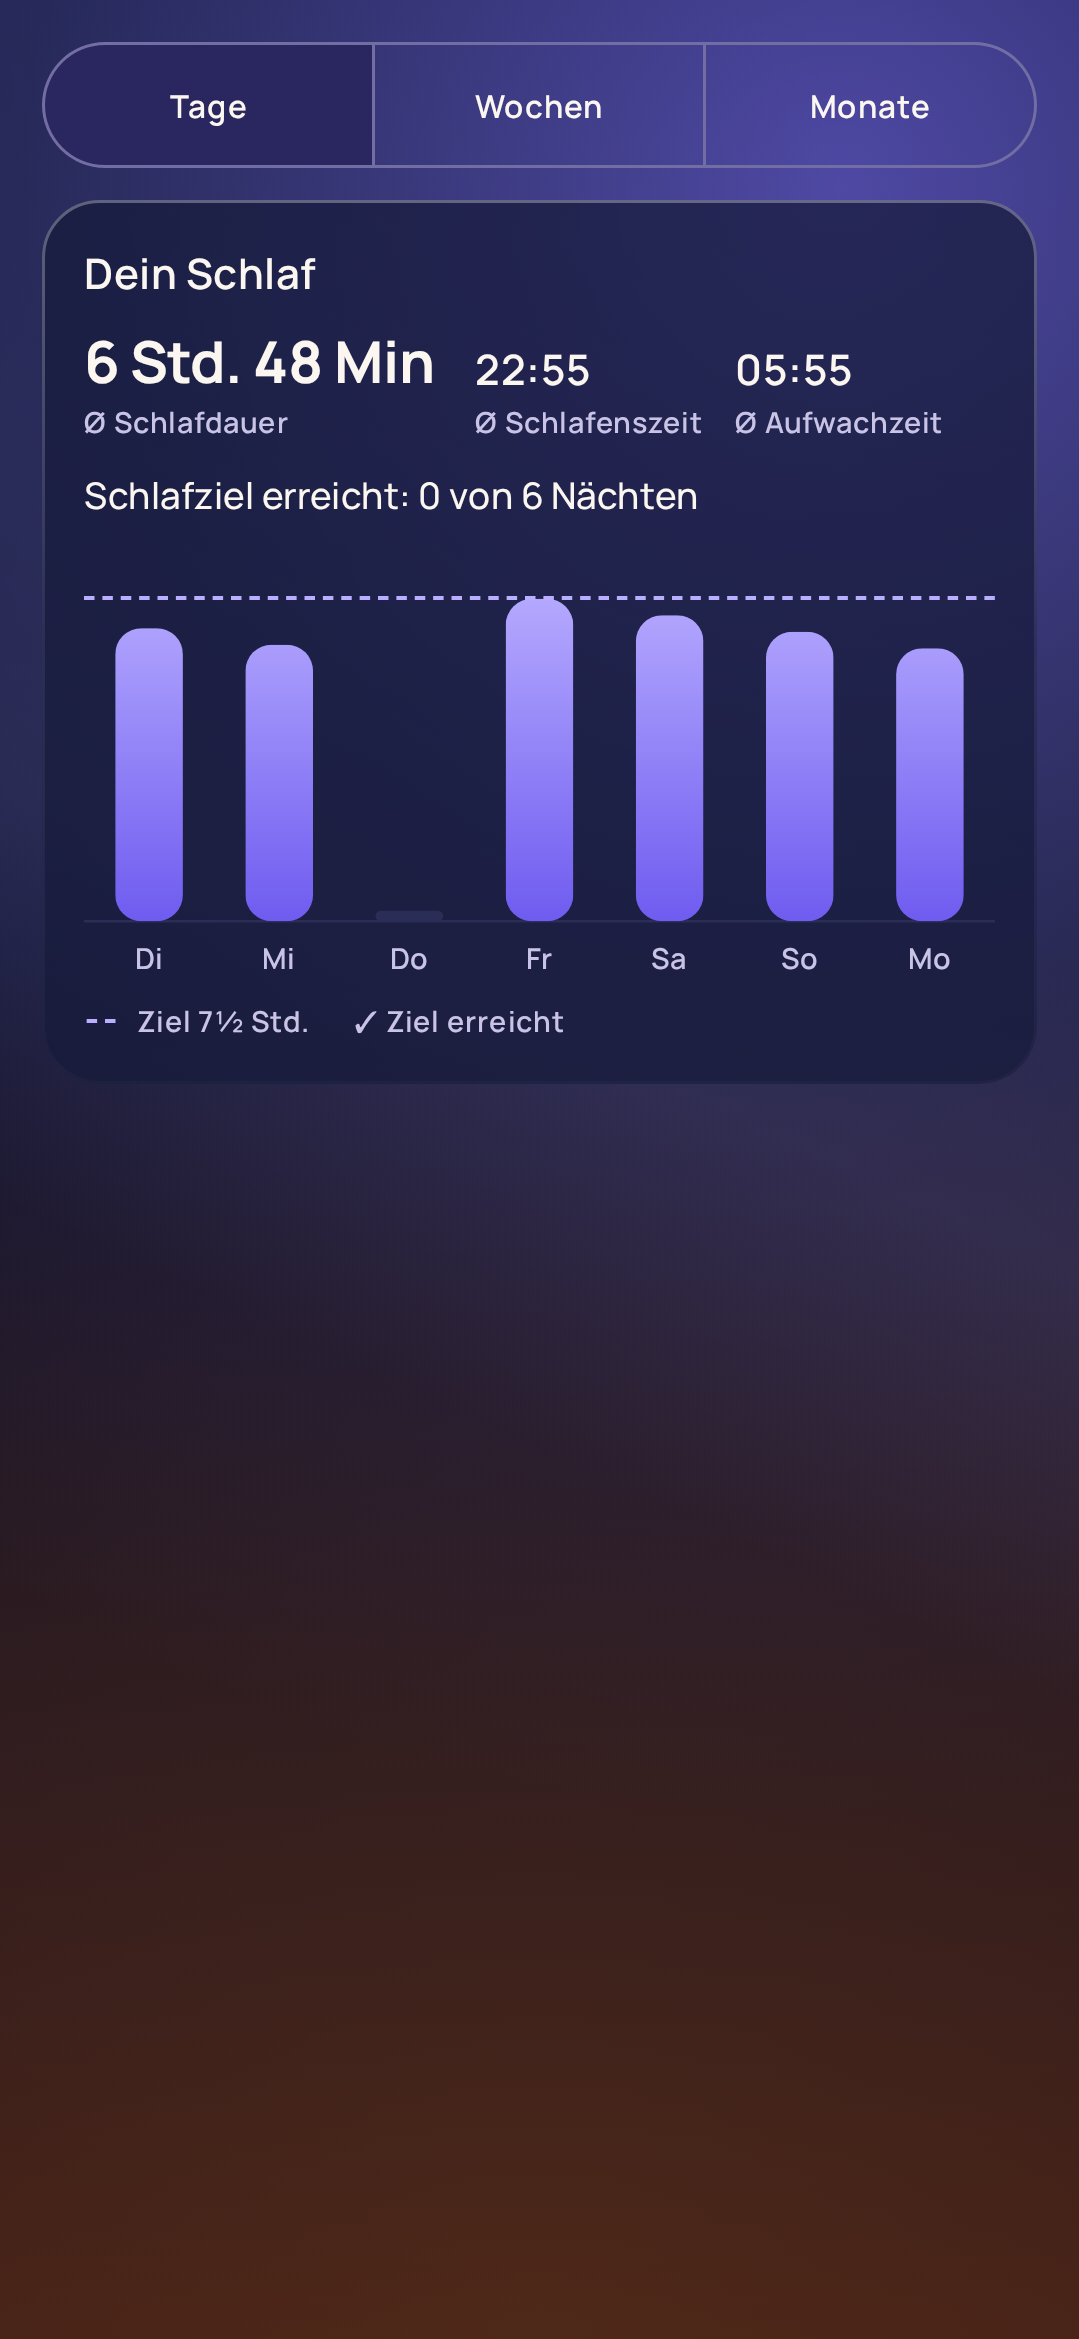 Tage Wochen Monate
Dein Schlaf
6 Std. 48 Min 22:55 05:55
Ø Schlafdauer Ø Schlafenszeit Ø Aufwachzeit
Schlafziel erreicht: 0 von 6 Nächten
Di Mi Do Fr Sa So Mo
-- Ziel 7½ Std. ✓ Ziel erreicht